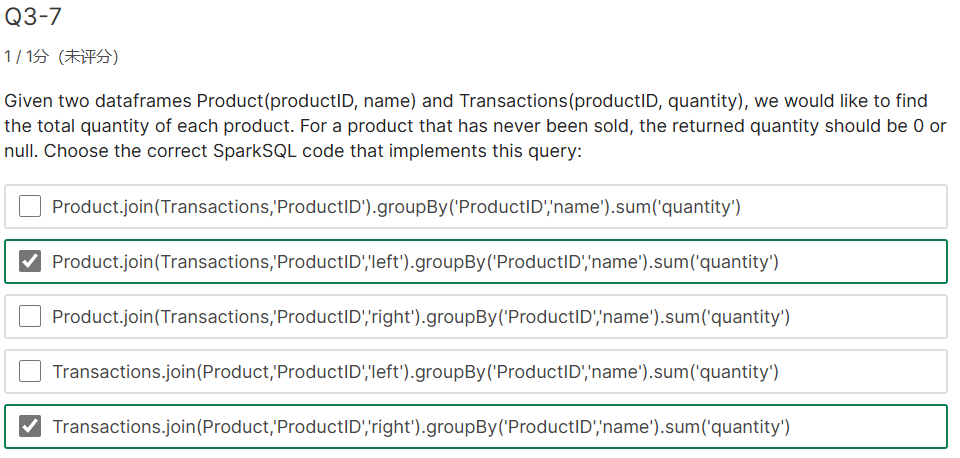 Q3-7
1 / 1分 (未评分)
Given two dataframes Product(productID, name) and Transactions(productID, quantity), we would like to find
the total quantity of each product. For a product that has never been sold, the returned quantity should be 0 or
null. Choose the correct SparkSQL code that implements this query:
Product.join(Transactions,'ProductID').groupBy('ProductID','name').sum('quantity')
Product.join(Transactions,'ProductID','left').groupBy('ProductID','name').sum('quantity')
Product.join(Transactions,'ProductID','right').groupBy('ProductID','name').sum('quantity')
Transactions.join(Product,'ProductID','left').groupBy('ProductID','name').sum('quantity')
Transactions.join(Product,'ProductID','right').groupBy('ProductID','name').sum('quantity')